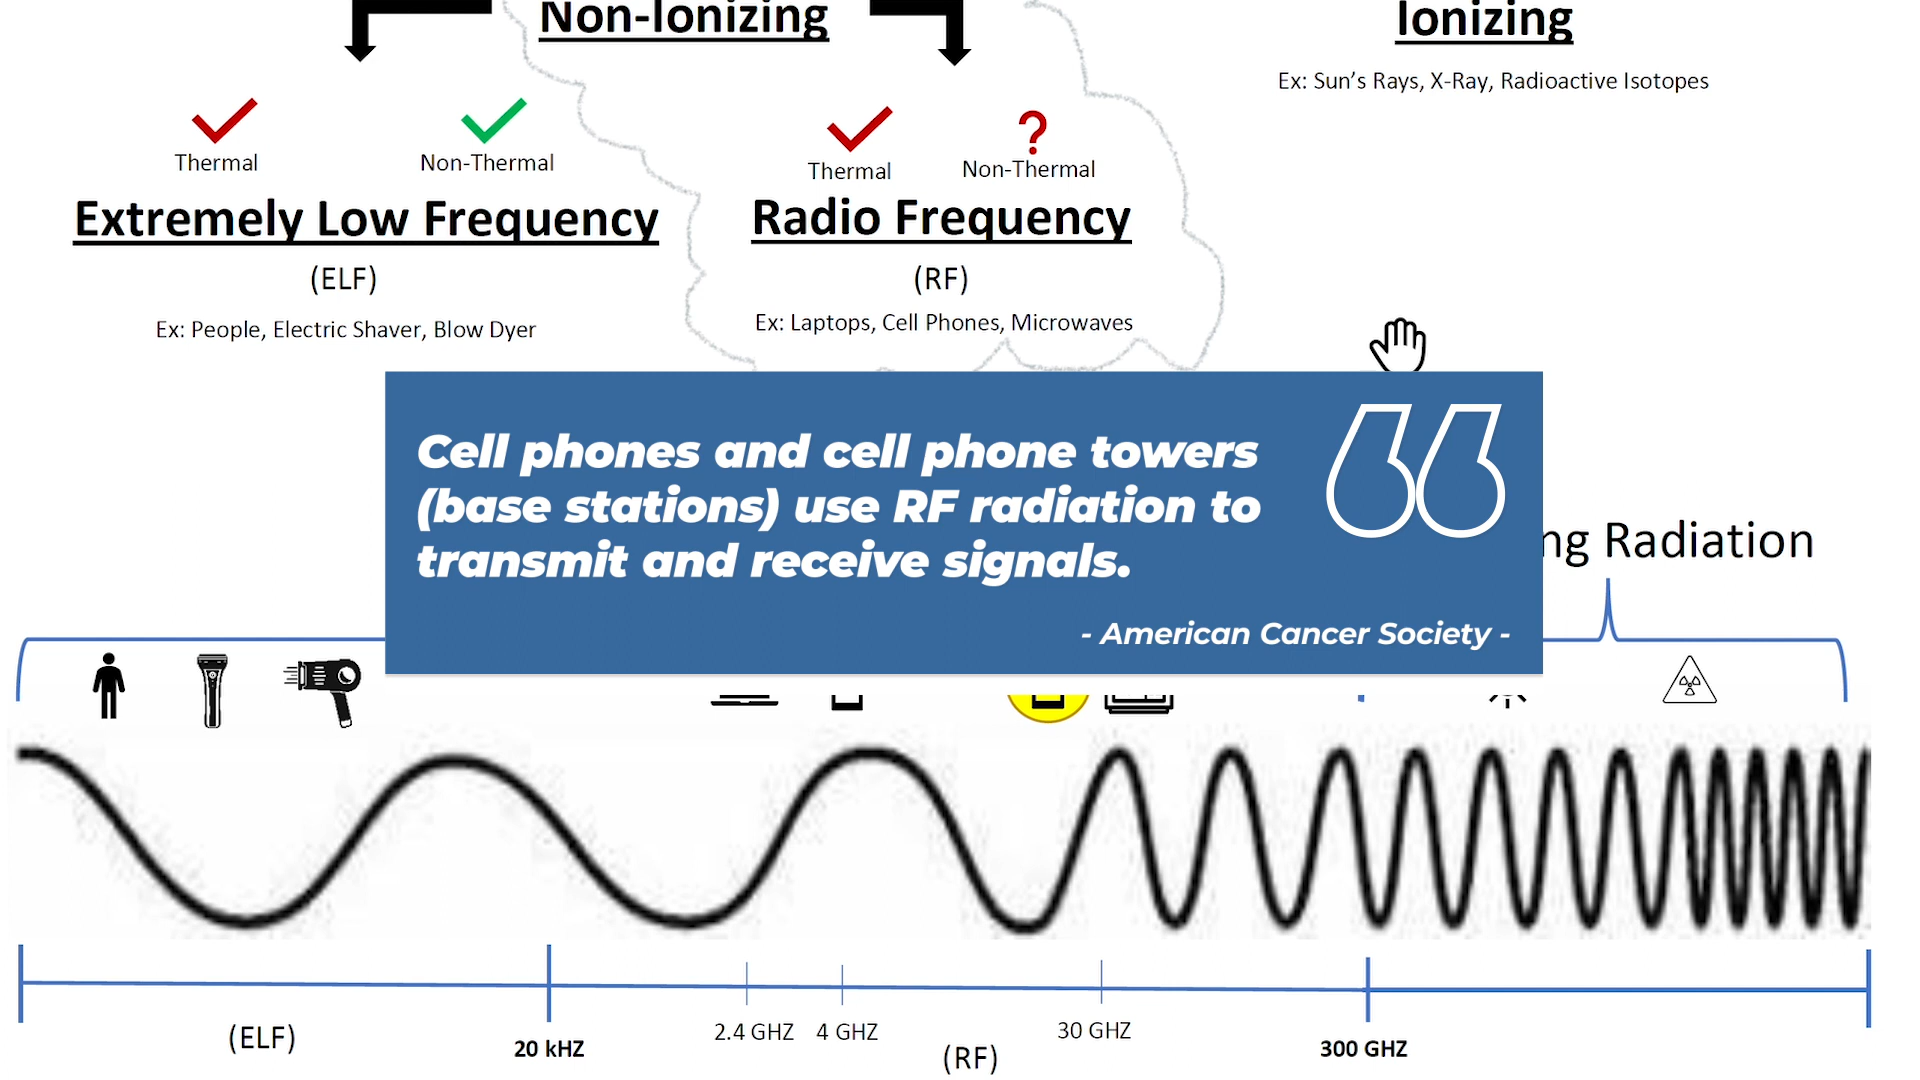 Non-Ionizing
Ionizing
Ex: Sun’s Rays, X-Ray, Radioactive Isotopes
Thermal
Non-Thermal
Thermal
Non-Thermal
?
Extremely Low Frequency
Radio Frequency
(ELF)
(RF)
Ex: People, Electric Shaver, Blow Dyer
Ex: Laptops, Cell Phones, Microwaves
Cell phones and cell phone towers
(base stations) use RF radiation to
transmit and receive signals.
- American Cancer Society -
ng Radiation
2.4 GHZ
4 GHZ
30 GHZ
(ELF)
20 kHZ
(RF)
300 GHZ